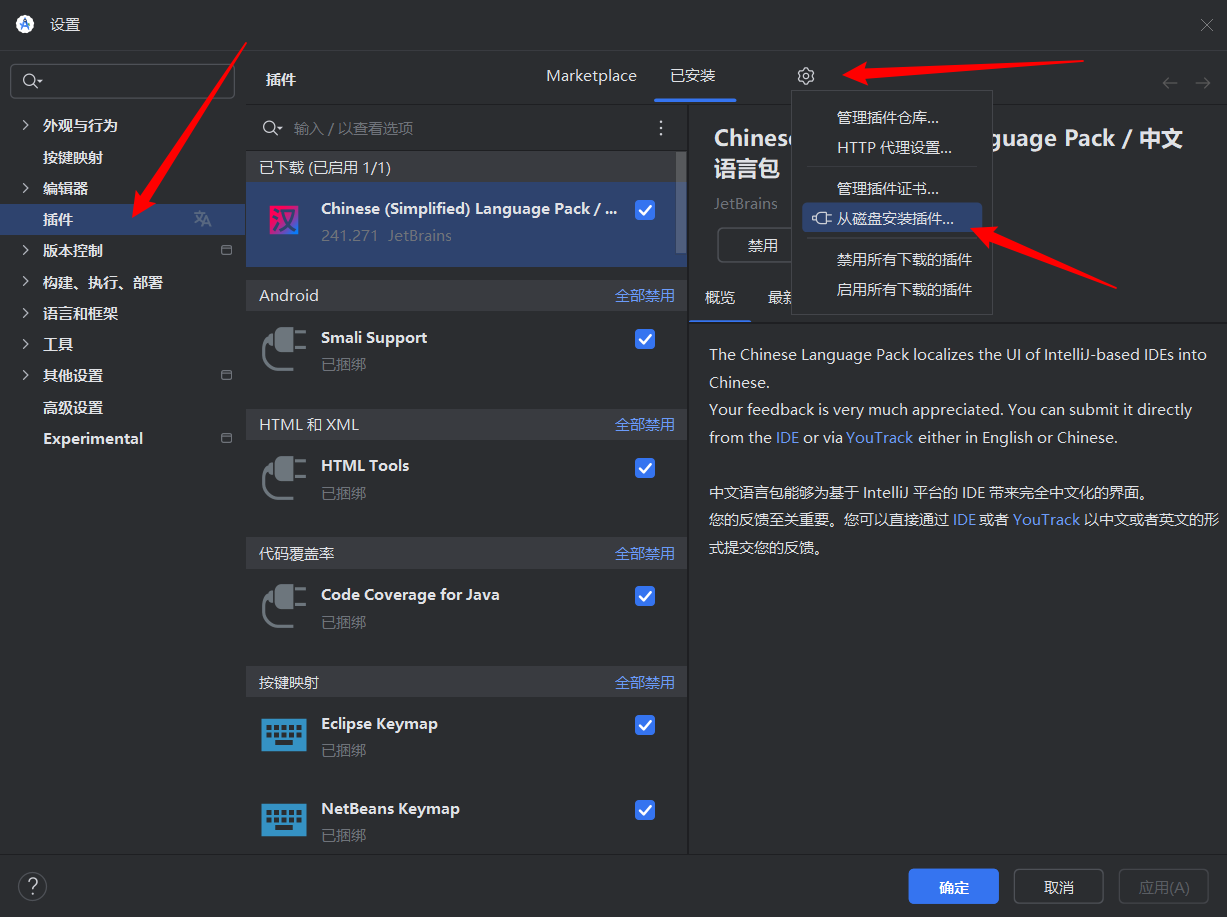 设置
外观与行为
按键映射
编辑器
插件
版本控制
构建、执行、部署
语言和框架
工具
其他设置
高级设置
Experimental
插件
Marketplace
已安装
输入 / 以查看选项
已下载 (已启用 1/1)
汉
Chinese (Simplified) Language Pack / ...
241.271 JetBrains
Android
全部禁用
Smali Support
已捆绑
HTML 和 XML
全部禁用
HTML Tools
已捆绑
代码覆盖率
全部禁用
Code Coverage for Java
已捆绑
按键映射
全部禁用
Eclipse Keymap
已捆绑
NetBeans Keymap
已捆绑
管理插件仓库...
HTTP 代理设置...
管理插件证书...
从磁盘安装插件...
禁用所有下载的插件
启用所有下载的插件
Chinese
guage Pack / 中文
语言包
JetBrains
禁用
概览
最新
The Chinese Language Pack localizes the UI of IntelliJ-based IDEs into
Chinese.
Your feedback is very much appreciated. You can submit it directly
from the IDE or via YouTrack either in English or Chinese.
中文语言包能够为基于 IntelliJ 平台的 IDE 带来完全中文化的界面。
您的反馈至关重要。您可以直接通过 IDE 或者 YouTrack 以中文或者英文的形
式提交您的反馈。
?
确定
取消
应用(A)